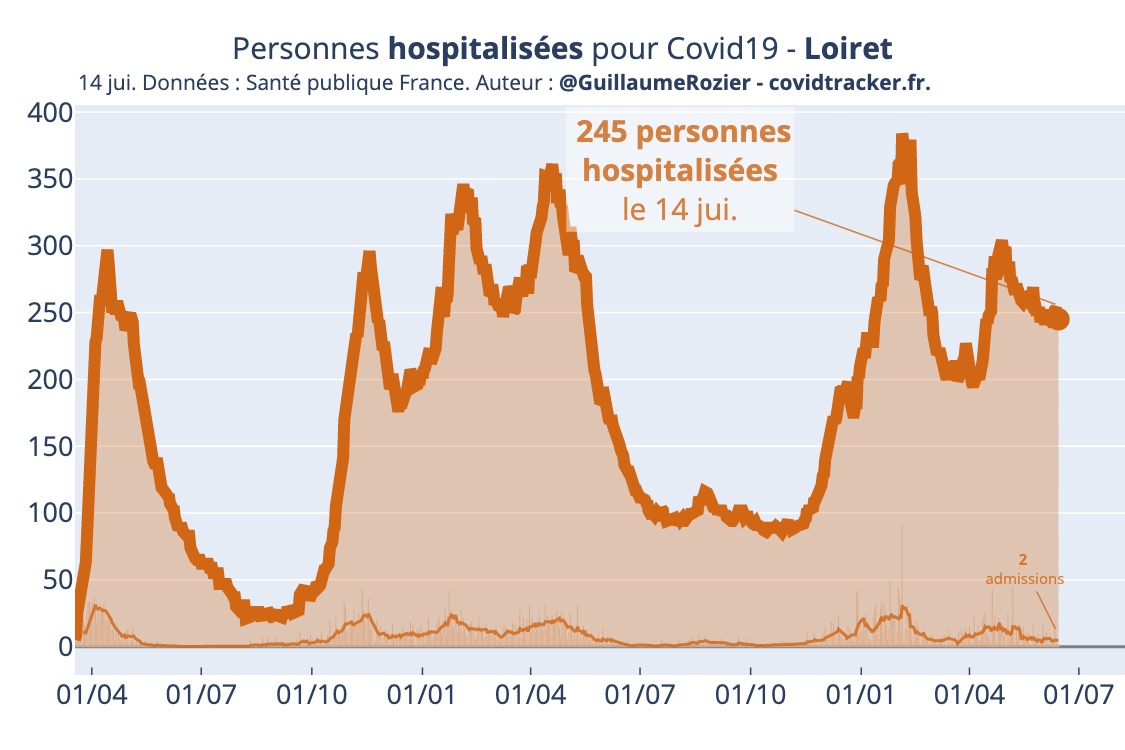 Personnes hospitalisées pour Covid19 - Loiret
14 jui. Données : Santé publique France. Auteur : @GuillaumeRozier - covidtracker.fr.
400
245 personnes
hospitalisées
le 14 jui.
350
300
250
200
150
100
50
0
2
admissions
01/04 01/07 01/10 01/01 01/04 01/07 01/10 01/01 01/04 01/07